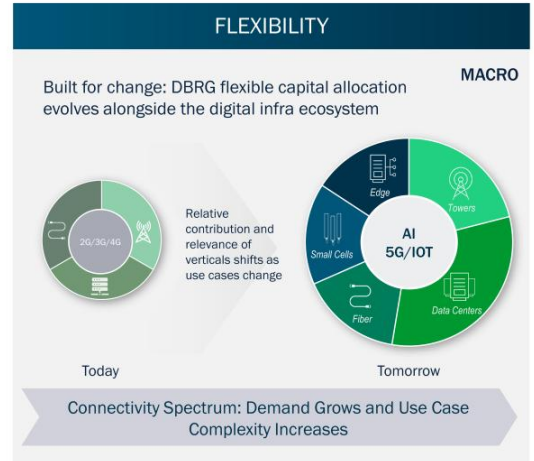 FLEXIBILITY
MACRO
Built for change: DBRG flexible capital allocation
evolves alongside the digital infra ecosystem
2G/3G/4G
Relative
contribution and
relevance of
verticals shifts as
use cases change
Edge
Towers
Small Cells
AI
5G/IOT
Fiber
Data Centers
Today
Tomorrow
Connectivity Spectrum: Demand Grows and Use Case
Complexity Increases